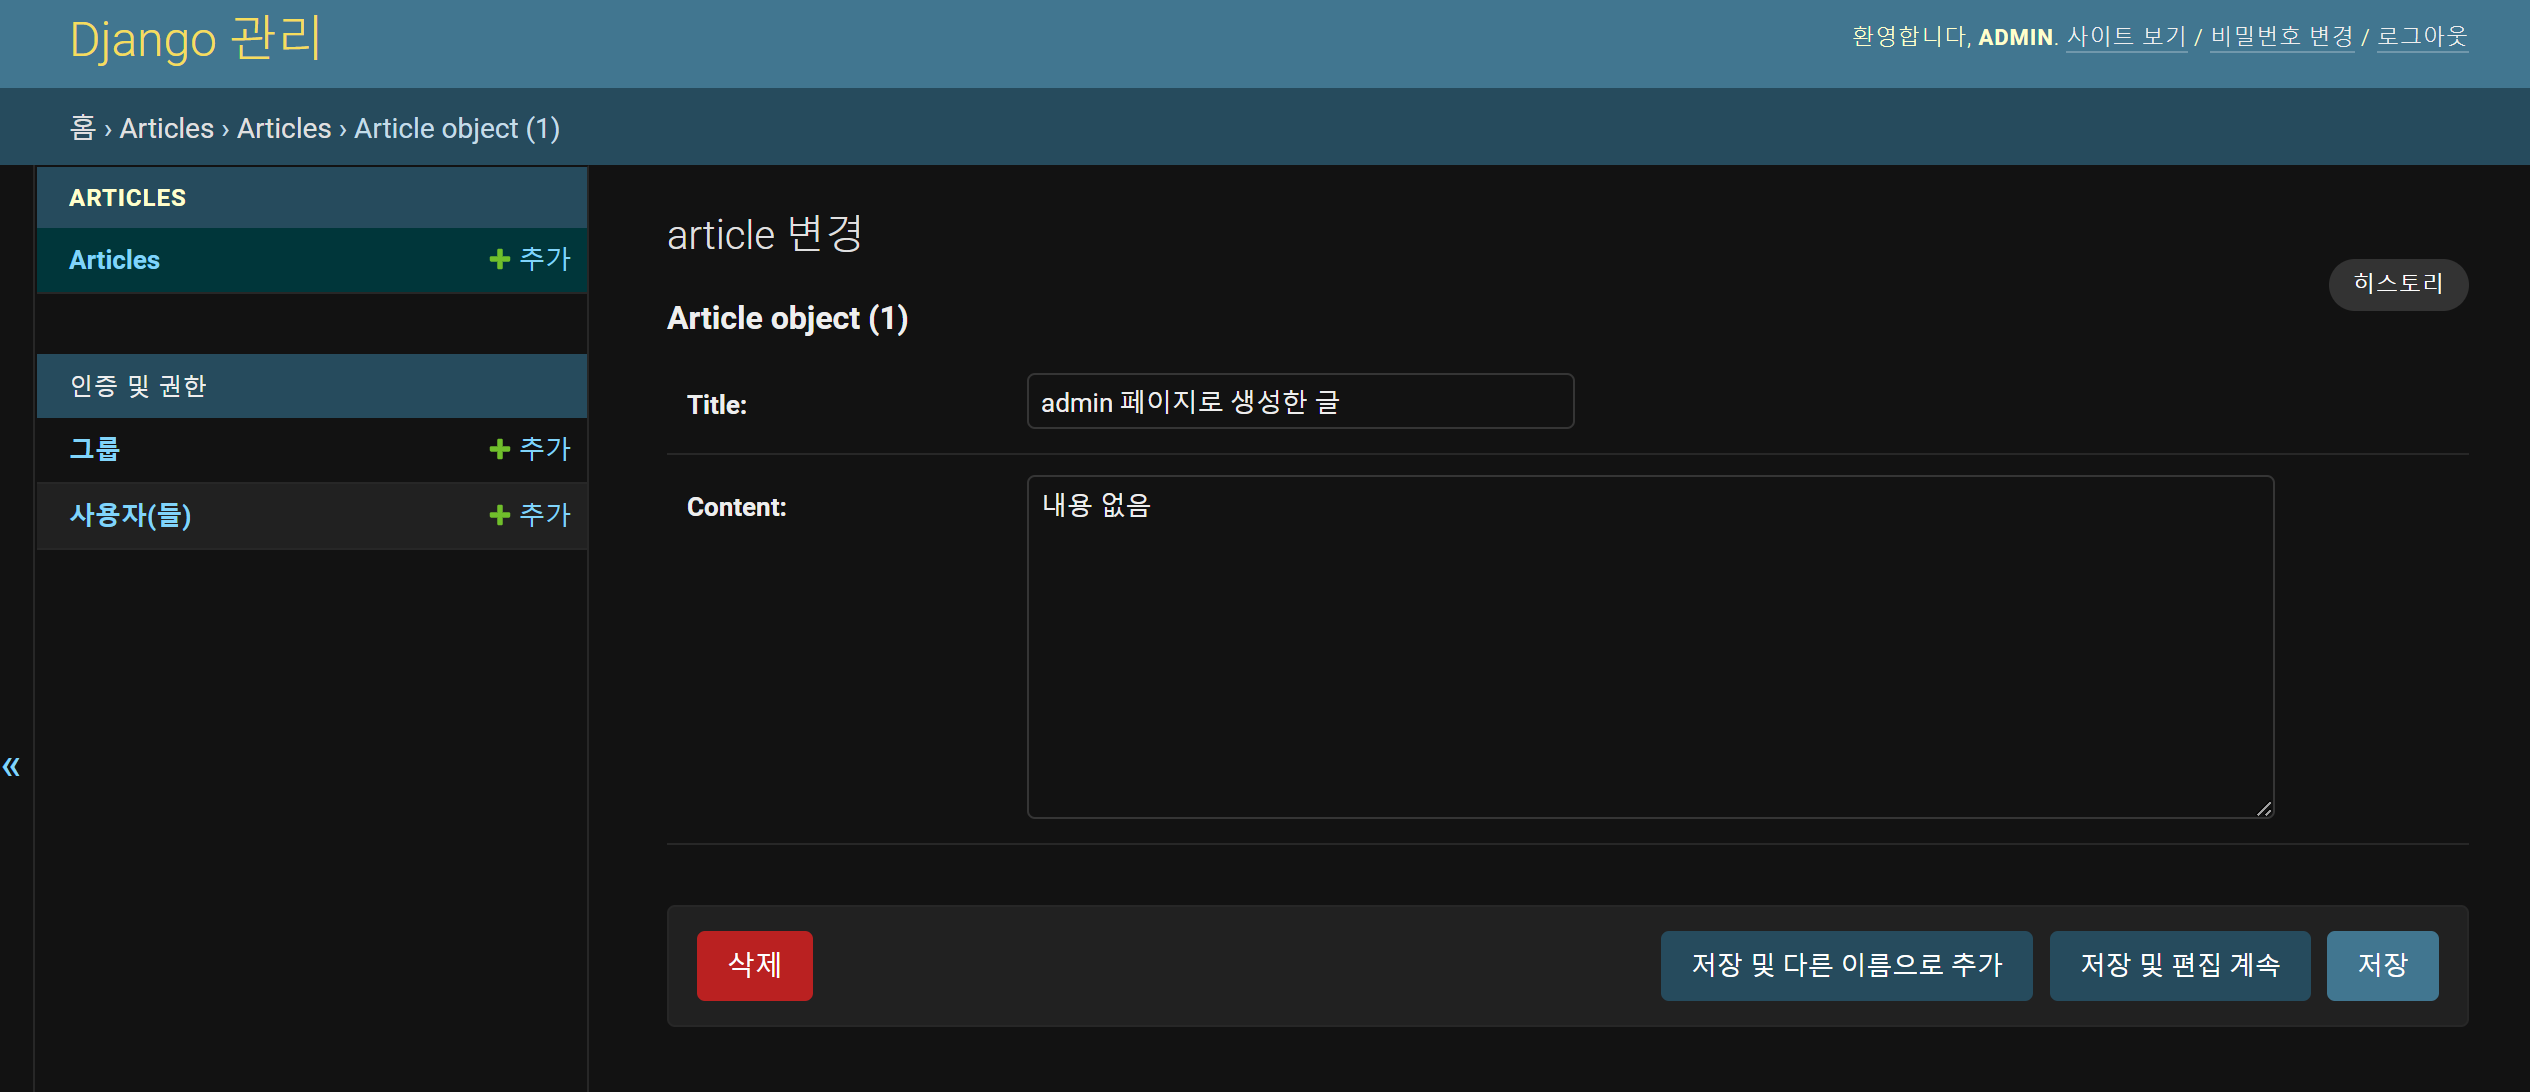 Django 관리
환영합니다, ADMIN. 사이트 보기 / 비밀번호 변경 / 로그아웃
홈 › Articles › Articles › Article object (1)
ARTICLES
Articles
추가
인증 및 권한
그룹
추가
사용자(들)
추가
«
article 변경
히스토리
Article object (1)
Title:
admin 페이지로 생성한 글
Content:
내용 없음
삭제
저장 및 다른 이름으로 추가
저장 및 편집 계속
저장